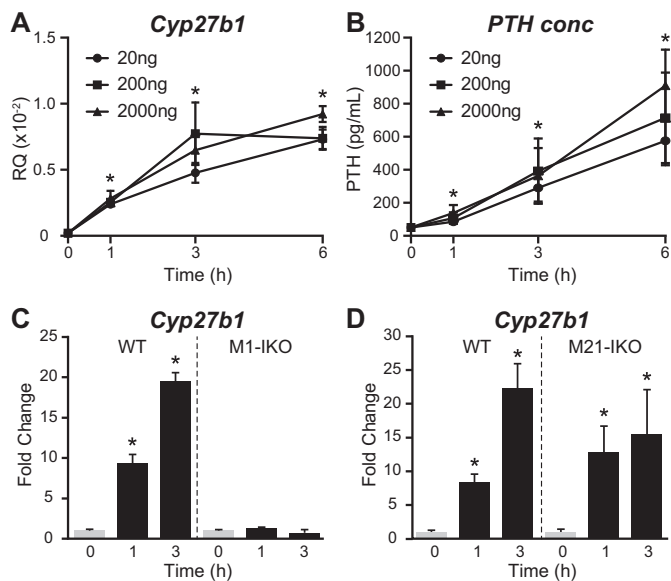 A
Cyp27b1
RQ (x10⁻²)
1.5
1.0
0.5
0
20ng
200ng
2000ng
*
*
*
0 1 3 6
Time (h)
B
PTH conc
PTH (pg/mL)
1200
1000
800
600
400
200
0
20ng
200ng
2000ng
*
*
*
0 1 3 6
Time (h)
C
Cyp27b1
WT M1-IKO
Fold Change
25
20
15
10
5
0
*
*
0 1 3 0 1 3
Time (h)
D
Cyp27b1
WT M21-IKO
Fold Change
30
25
20
15
10
5
0
*
*
*
*
0 1 3 0 1 3
Time (h)